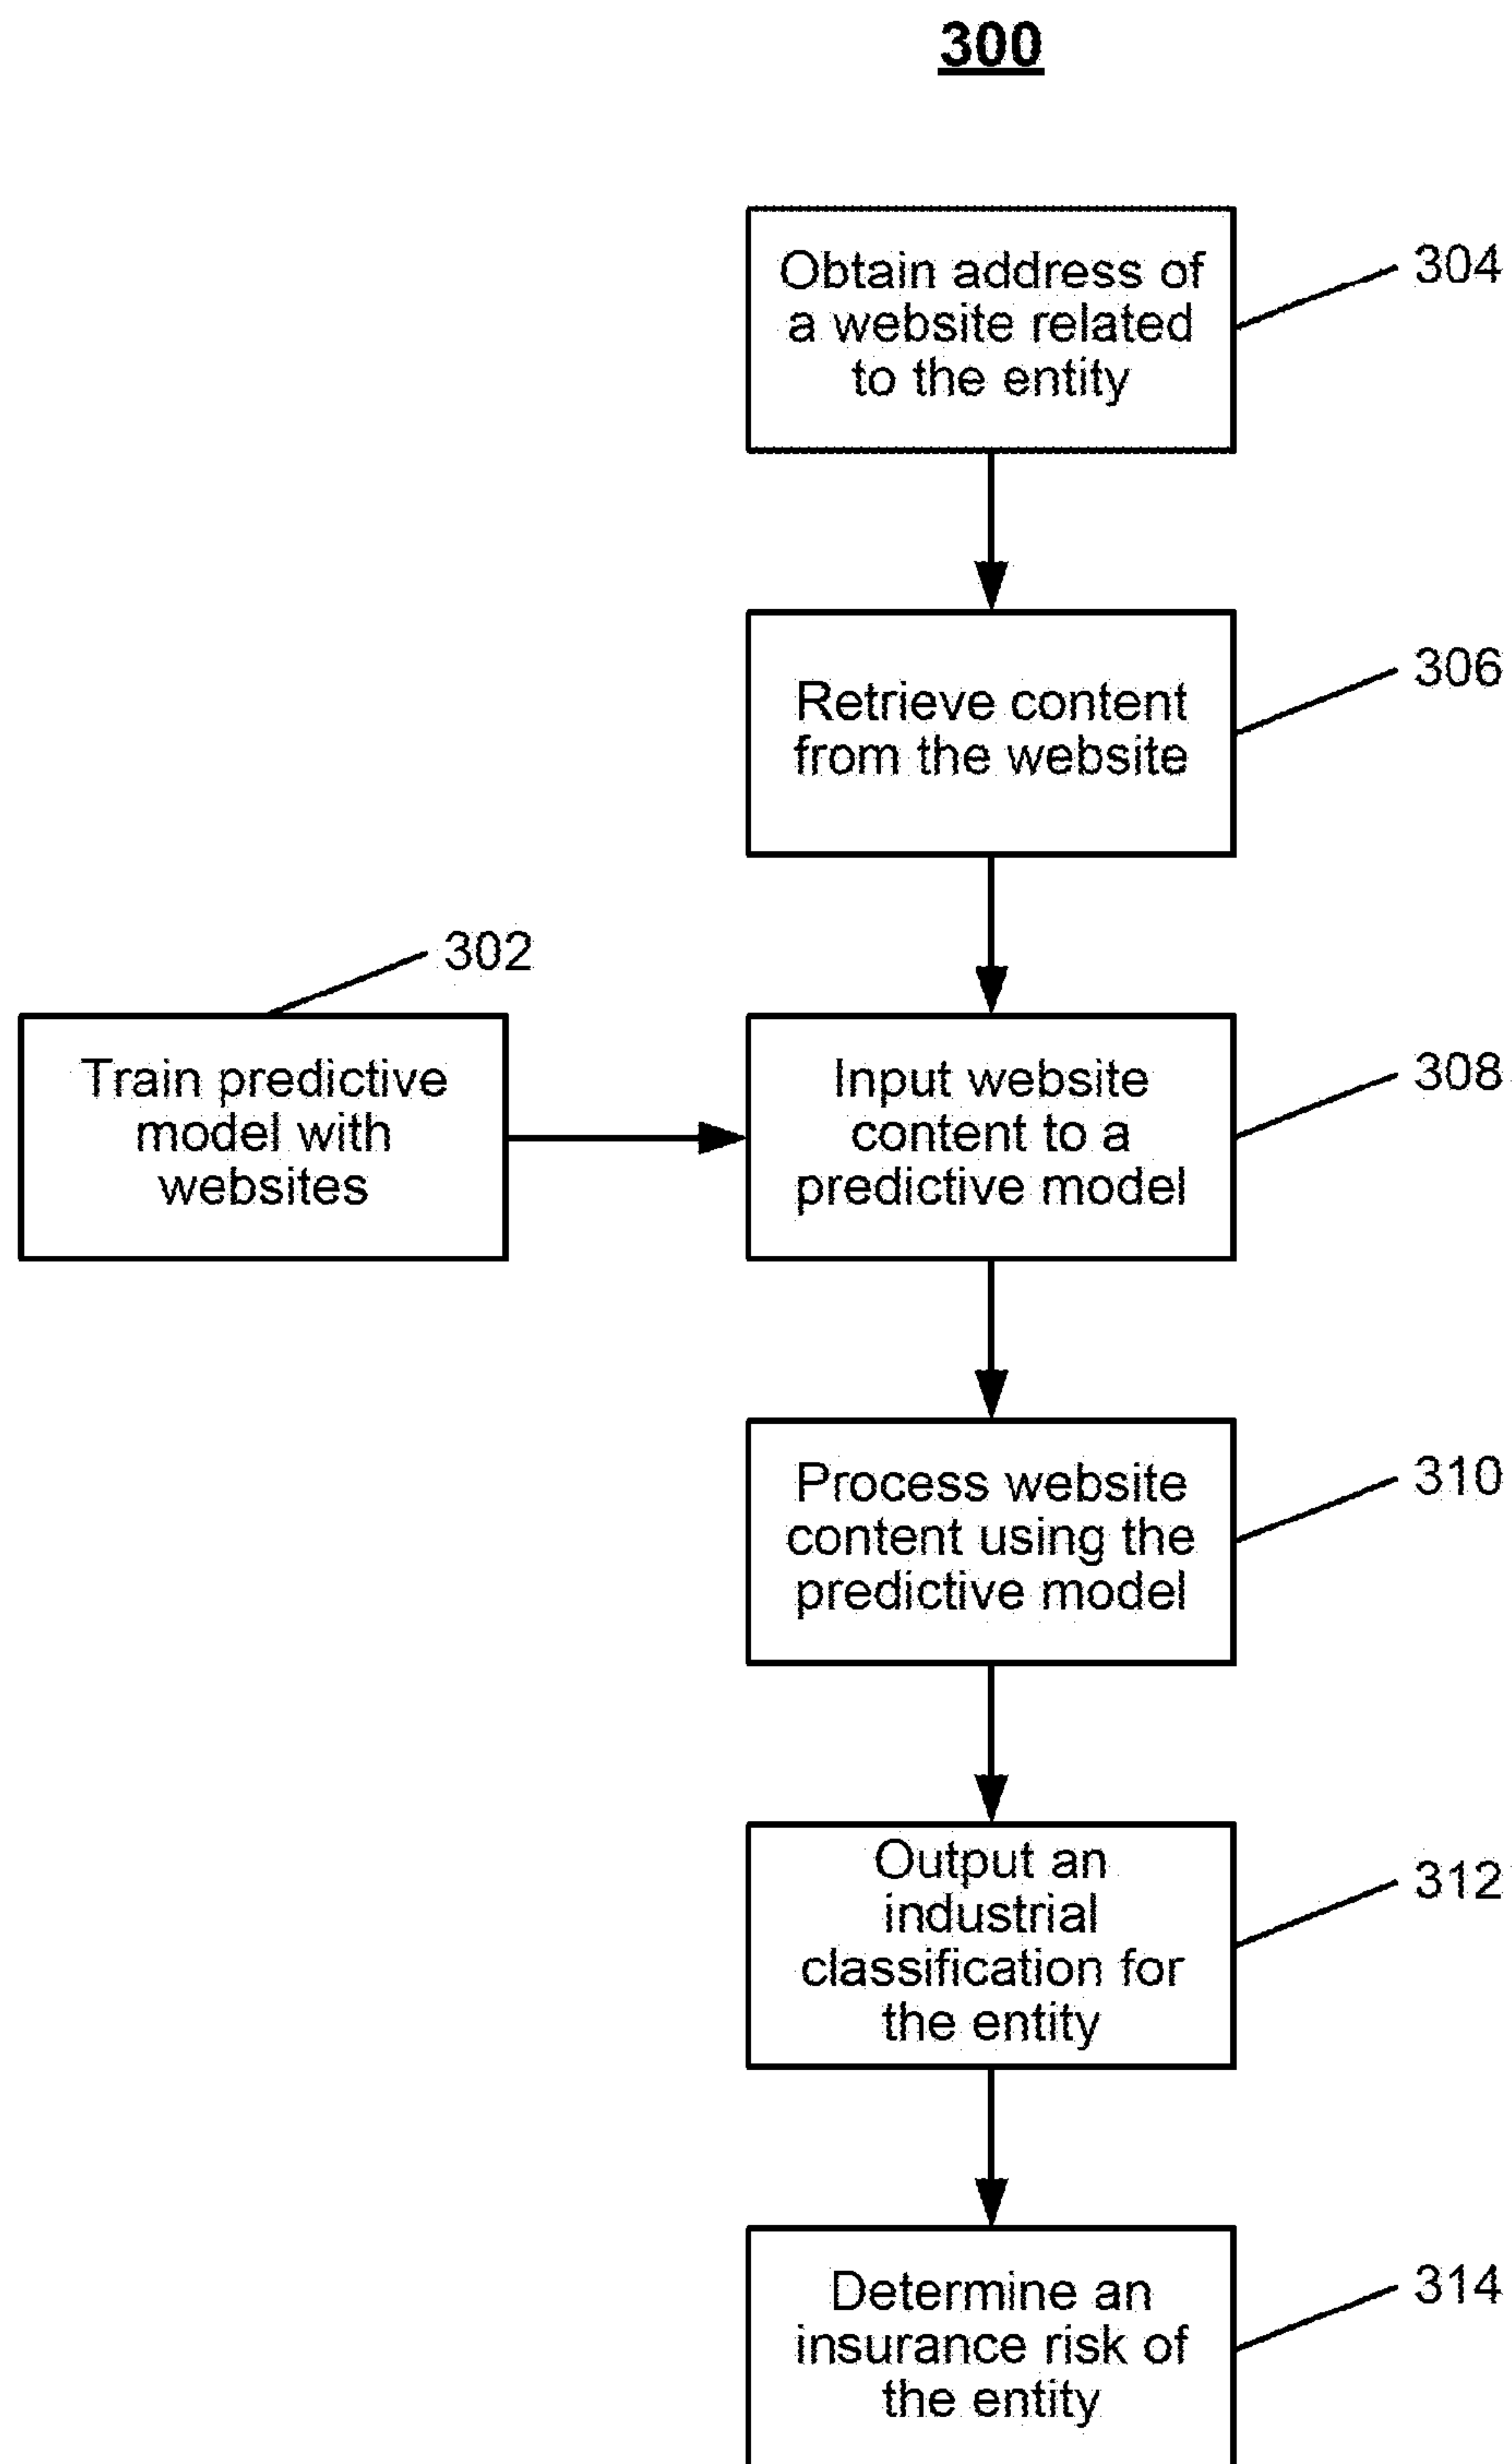 300
Obtain address of
a website related
to the entity
304
Retrieve content
from the website
306
302
Train predictive
model with
websites
Input website
content to a
predictive model
308
Process website
content using the
predictive model
310
Output an
industrial
classification for
the entity
312
Determine an
insurance risk of
the entity
314